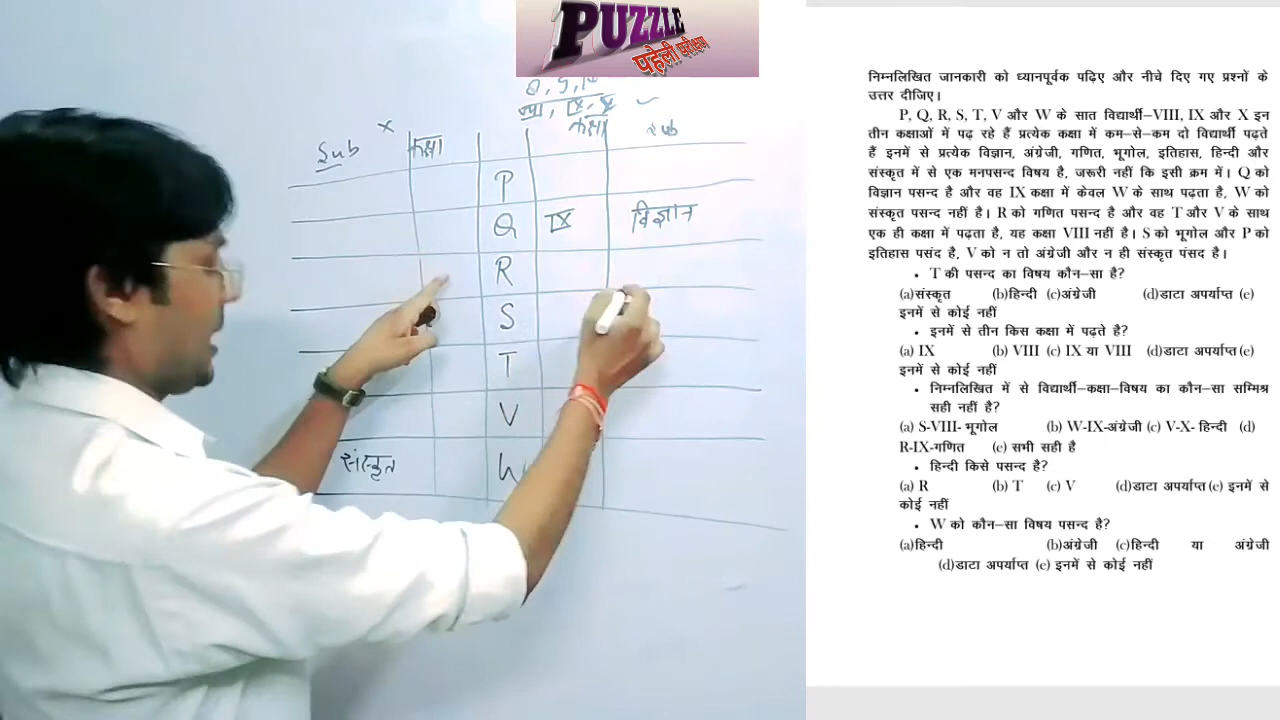 PUZZLE
पहेली परीक्षण
Sub × कक्षा कक्षा sub
P
Q IX विज्ञान
R
S
T
V
संस्कृत W
निम्नलिखित जानकारी को ध्यानपूर्वक पढ़िए और नीचे दिए गए प्रश्नों के
उत्तर दीजिए।
P, Q, R, S, T, V और W के सात विद्यार्थी–VIII, IX और X इन
तीन कक्षाओं में पढ़ रहे हैं प्रत्येक कक्षा में कम–से–कम दो विद्यार्थी पढ़ते
हैं इनमें से प्रत्येक विज्ञान, अंग्रेजी, गणित, भूगोल, इतिहास, हिन्दी और
संस्कृत में से एक मनपसन्द विषय है, जरूरी नहीं कि इसी क्रम में। Q को
विज्ञान पसन्द है और वह IX कक्षा में केवल W के साथ पढ़ता है, W को
संस्कृत पसन्द नहीं है। R को गणित पसन्द है और वह T और V के साथ
एक ही कक्षा में पढ़ता है, यह कक्षा VIII नहीं है। S को भूगोल और P को
इतिहास पसंद है, V को न तो अंग्रेजी और न ही संस्कृत पंसद है।
• T की पसन्द का विषय कौन–सा है?
(a)संस्कृत (b)हिन्दी (c)अंग्रेजी (d)डाटा अपर्याप्त (e)
इनमें से कोई नहीं
• इनमें से तीन किस कक्षा में पढ़ते है?
(a) IX (b) VIII (c) IX या VIII (d)डाटा अपर्याप्त(e)
इनमें से कोई नहीं
• निम्नलिखित में से विद्यार्थी–कक्षा–विषय का कौन–सा सम्मिश्र
सही नहीं है?
(a) S-VIII- भूगोल (b) W-IX-अंग्रेजी (c) V-X- हिन्दी (d)
R-IX-गणित (e) सभी सही है
• हिन्दी किसे पसन्द है?
(a) R (b) T (c) V (d)डाटा अपर्याप्त(e) इनमें से
कोई नहीं
• W को कौन–सा विषय पसन्द है?
(a)हिन्दी (b)अंग्रेजी (c)हिन्दी या अंग्रेजी
(d)डाटा अपर्याप्त (e) इनमें से कोई नहीं